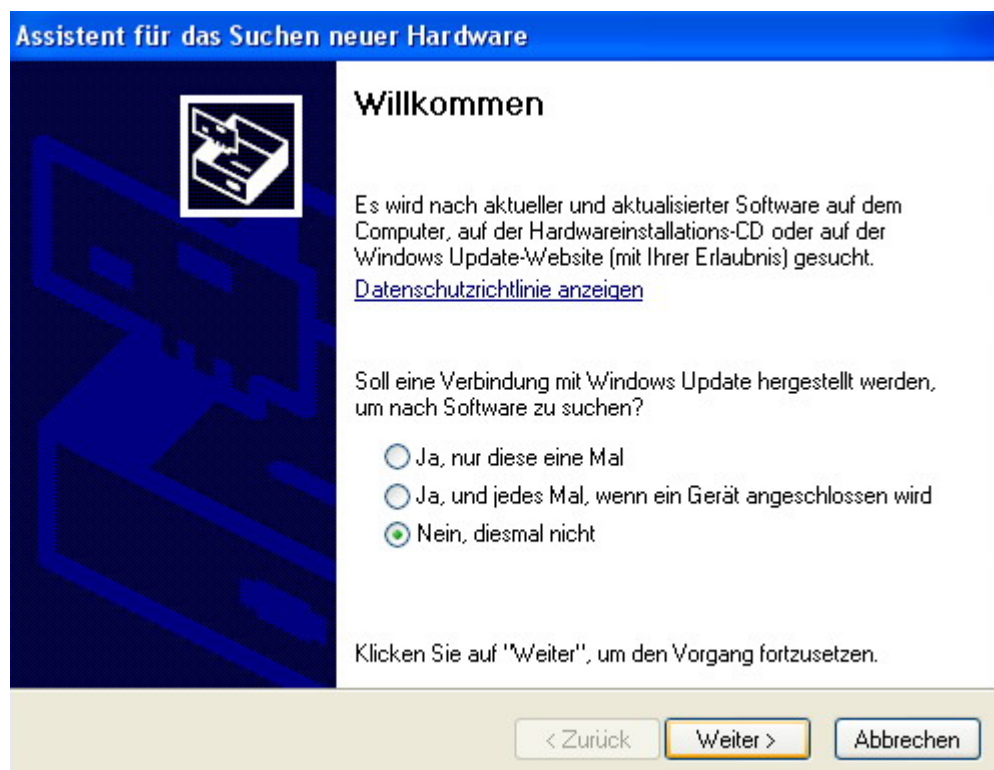 Assistent für das Suchen neuer Hardware
Willkommen
Es wird nach aktueller und aktualisierter Software auf dem
Computer, auf der Hardwareinstallations-CD oder auf der
Windows Update-Website (mit Ihrer Erlaubnis) gesucht.
Datenschutzrichtlinie anzeigen
Soll eine Verbindung mit Windows Update hergestellt werden,
um nach Software zu suchen?
Ja, nur diese eine Mal
Ja, und jedes Mal, wenn ein Gerät angeschlossen wird
Nein, diesmal nicht
Klicken Sie auf "Weiter", um den Vorgang fortzusetzen.
< Zurück Weiter > Abbrechen